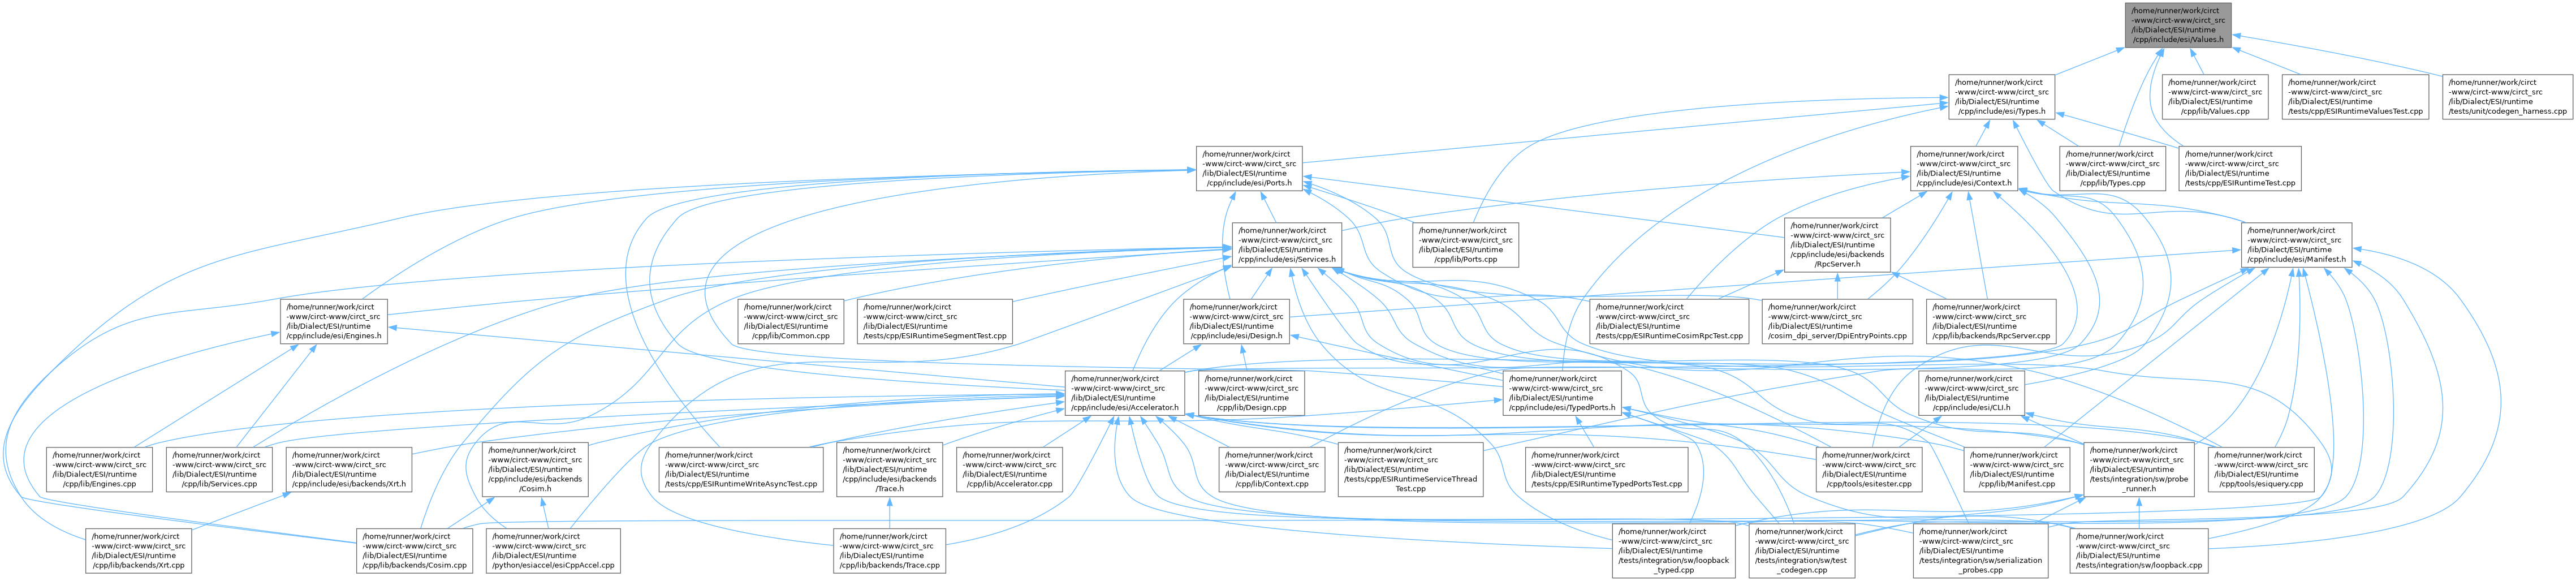 /home/runner/work/circt
-www/circt-www/circt_src
/lib/Dialect/ESI/runtime
/cpp/include/esi/Values.h
/home/runner/work/circt
-www/circt-www/circt_src
/lib/Dialect/ESI/runtime
/cpp/include/esi/Types.h
/home/runner/work/circt
-www/circt-www/circt_src
/lib/Dialect/ESI/runtime
/cpp/lib/Values.cpp
/home/runner/work/circt
-www/circt-www/circt_src
/lib/Dialect/ESI/runtime
/tests/cpp/ESIRuntimeValuesTest.cpp
/home/runner/work/circt
-www/circt-www/circt_src
/lib/Dialect/ESI/runtime
/tests/unit/codegen_harness.cpp
/home/runner/work/circt
-www/circt-www/circt_src
/lib/Dialect/ESI/runtime
/cpp/include/esi/Ports.h
/home/runner/work/circt
-www/circt-www/circt_src
/lib/Dialect/ESI/runtime
/cpp/include/esi/Context.h
/home/runner/work/circt
-www/circt-www/circt_src
/lib/Dialect/ESI/runtime
/cpp/lib/Types.cpp
/home/runner/work/circt
-www/circt-www/circt_src
/lib/Dialect/ESI/runtime
/tests/cpp/ESIRuntimeTest.cpp
/home/runner/work/circt
-www/circt-www/circt_src
/lib/Dialect/ESI/runtime
/cpp/include/esi/Services.h
/home/runner/work/circt
-www/circt-www/circt_src
/lib/Dialect/ESI/runtime
/cpp/lib/Ports.cpp
/home/runner/work/circt
-www/circt-www/circt_src
/lib/Dialect/ESI/runtime
/cpp/include/esi/backends
/RpcServer.h
/home/runner/work/circt
-www/circt-www/circt_src
/lib/Dialect/ESI/runtime
/cpp/include/esi/Manifest.h
/home/runner/work/circt
-www/circt-www/circt_src
/lib/Dialect/ESI/runtime
/cpp/include/esi/Engines.h
/home/runner/work/circt
-www/circt-www/circt_src
/lib/Dialect/ESI/runtime
/cpp/lib/Common.cpp
/home/runner/work/circt
-www/circt-www/circt_src
/lib/Dialect/ESI/runtime
/tests/cpp/ESIRuntimeSegmentTest.cpp
/home/runner/work/circt
-www/circt-www/circt_src
/lib/Dialect/ESI/runtime
/cpp/include/esi/Design.h
/home/runner/work/circt
-www/circt-www/circt_src
/lib/Dialect/ESI/runtime
/tests/cpp/ESIRuntimeCosimRpcTest.cpp
/home/runner/work/circt
-www/circt-www/circt_src
/lib/Dialect/ESI/runtime
/cosim_dpi_server/DpiEntryPoints.cpp
/home/runner/work/circt
-www/circt-www/circt_src
/lib/Dialect/ESI/runtime
/cpp/lib/backends/RpcServer.cpp
/home/runner/work/circt
-www/circt-www/circt_src
/lib/Dialect/ESI/runtime
/cpp/include/esi/Accelerator.h
/home/runner/work/circt
-www/circt-www/circt_src
/lib/Dialect/ESI/runtime
/cpp/lib/Design.cpp
/home/runner/work/circt
-www/circt-www/circt_src
/lib/Dialect/ESI/runtime
/cpp/include/esi/TypedPorts.h
/home/runner/work/circt
-www/circt-www/circt_src
/lib/Dialect/ESI/runtime
/cpp/include/esi/CLI.h
/home/runner/work/circt
-www/circt-www/circt_src
/lib/Dialect/ESI/runtime
/cpp/lib/Engines.cpp
/home/runner/work/circt
-www/circt-www/circt_src
/lib/Dialect/ESI/runtime
/cpp/lib/Services.cpp
/home/runner/work/circt
-www/circt-www/circt_src
/lib/Dialect/ESI/runtime
/cpp/include/esi/backends/Xrt.h
/home/runner/work/circt
-www/circt-www/circt_src
/lib/Dialect/ESI/runtime
/cpp/include/esi/backends
/Cosim.h
/home/runner/work/circt
-www/circt-www/circt_src
/lib/Dialect/ESI/runtime
/tests/cpp/ESIRuntimeWriteAsyncTest.cpp
/home/runner/work/circt
-www/circt-www/circt_src
/lib/Dialect/ESI/runtime
/cpp/include/esi/backends
/Trace.h
/home/runner/work/circt
-www/circt-www/circt_src
/lib/Dialect/ESI/runtime
/cpp/lib/Accelerator.cpp
/home/runner/work/circt
-www/circt-www/circt_src
/lib/Dialect/ESI/runtime
/cpp/lib/Context.cpp
/home/runner/work/circt
-www/circt-www/circt_src
/lib/Dialect/ESI/runtime
/tests/cpp/ESIRuntimeServiceThread
Test.cpp
/home/runner/work/circt
-www/circt-www/circt_src
/lib/Dialect/ESI/runtime
/tests/cpp/ESIRuntimeTypedPortsTest.cpp
/home/runner/work/circt
-www/circt-www/circt_src
/lib/Dialect/ESI/runtime
/cpp/tools/esitester.cpp
/home/runner/work/circt
-www/circt-www/circt_src
/lib/Dialect/ESI/runtime
/cpp/lib/Manifest.cpp
/home/runner/work/circt
-www/circt-www/circt_src
/lib/Dialect/ESI/runtime
/tests/integration/sw/probe
_runner.h
/home/runner/work/circt
-www/circt-www/circt_src
/lib/Dialect/ESI/runtime
/cpp/tools/esiquery.cpp
/home/runner/work/circt
-www/circt-www/circt_src
/lib/Dialect/ESI/runtime
/cpp/lib/backends/Xrt.cpp
/home/runner/work/circt
-www/circt-www/circt_src
/lib/Dialect/ESI/runtime
/cpp/lib/backends/Cosim.cpp
/home/runner/work/circt
-www/circt-www/circt_src
/lib/Dialect/ESI/runtime
/python/esiaccel/esiCppAccel.cpp
/home/runner/work/circt
-www/circt-www/circt_src
/lib/Dialect/ESI/runtime
/cpp/lib/backends/Trace.cpp
/home/runner/work/circt
-www/circt-www/circt_src
/lib/Dialect/ESI/runtime
/tests/integration/sw/loopback
_typed.cpp
/home/runner/work/circt
-www/circt-www/circt_src
/lib/Dialect/ESI/runtime
/tests/integration/sw/test
_codegen.cpp
/home/runner/work/circt
-www/circt-www/circt_src
/lib/Dialect/ESI/runtime
/tests/integration/sw/serialization
_probes.cpp
/home/runner/work/circt
-www/circt-www/circt_src
/lib/Dialect/ESI/runtime
/tests/integration/sw/loopback.cpp